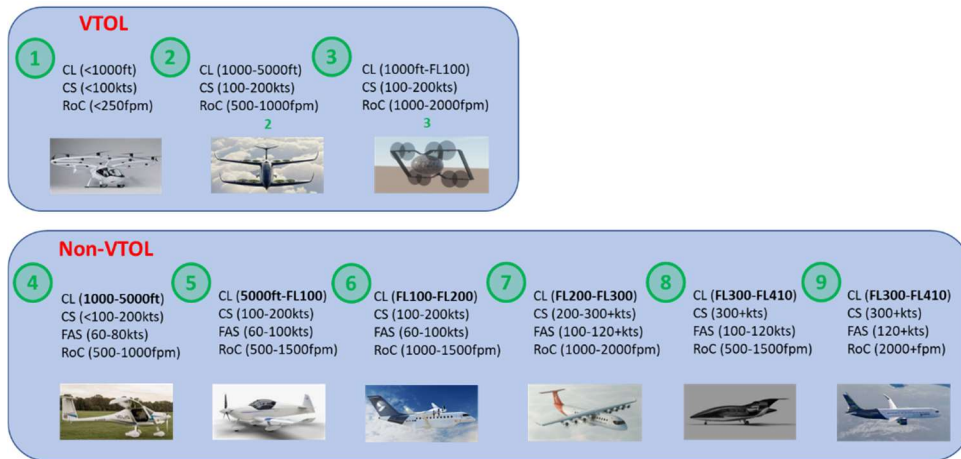 VTOL
1
CL (<1000ft)
CS (<100kts)
RoC (<250fpm)
2
CL (1000-5000ft)
CS (100-200kts)
RoC (500-1000fpm)
2
3
CL (1000ft-FL100)
CS (100-200kts)
RoC (1000-2000fpm)
3
Non-VTOL
4
CL (1000-5000ft)
CS (<100-200kts)
FAS (60-80kts)
RoC (500-1000fpm)
5
CL (5000ft-FL100)
CS (100-200kts)
FAS (60-100kts)
RoC (500-1500fpm)
6
CL (FL100-FL200)
CS (100-200kts)
FAS (60-100kts)
RoC (1000-1500fpm)
7
CL (FL200-FL300)
CS (200-300+kts)
FAS (100-120+kts)
RoC (1000-2000fpm)
8
CL (FL300-FL410)
CS (300+kts)
FAS (100-120kts)
RoC (500-1500fpm)
9
CL (FL300-FL410)
CS (300+kts)
FAS (120+kts)
RoC (2000+fpm)